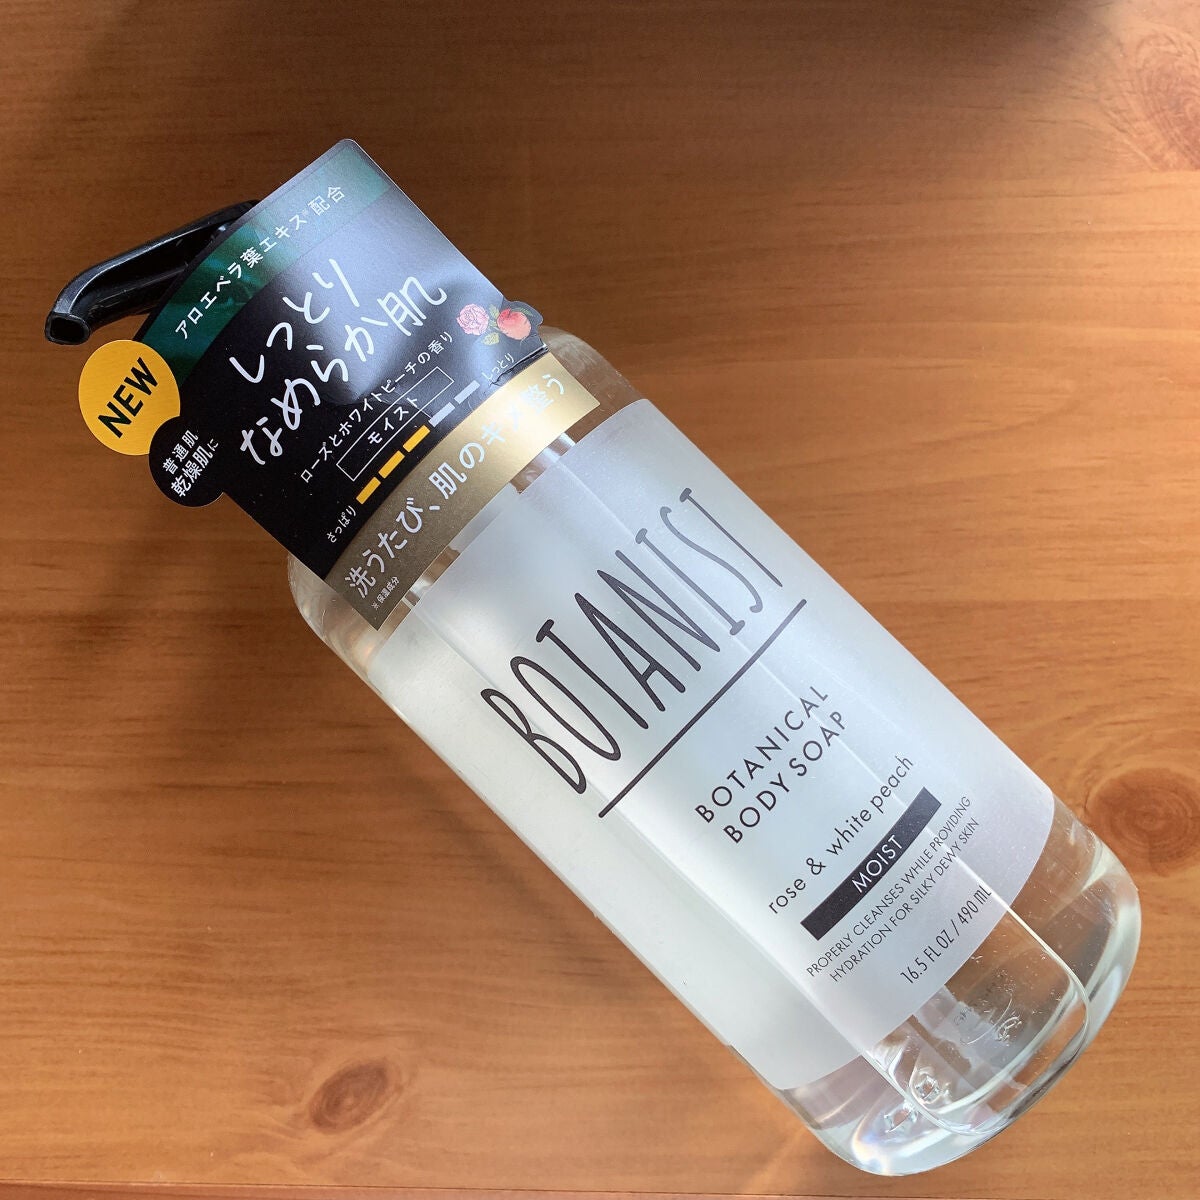 アロエベラ葉エキス※配合
しっとり
なめらか肌
ローズとホワイトピーチの香り
モイスト
さっぱり
しっとり
NEW
普通肌
乾燥肌に
洗うたび、肌のキメ整う
※保湿成分
BOTANIST
BOTANICAL
BODY SOAP
rose & white peach
MOIST
PROPERLY CLEANSES WHILE PROVIDING
HYDRATION FOR SILKY DEWY SKIN
16.5 FL OZ / 490 mL